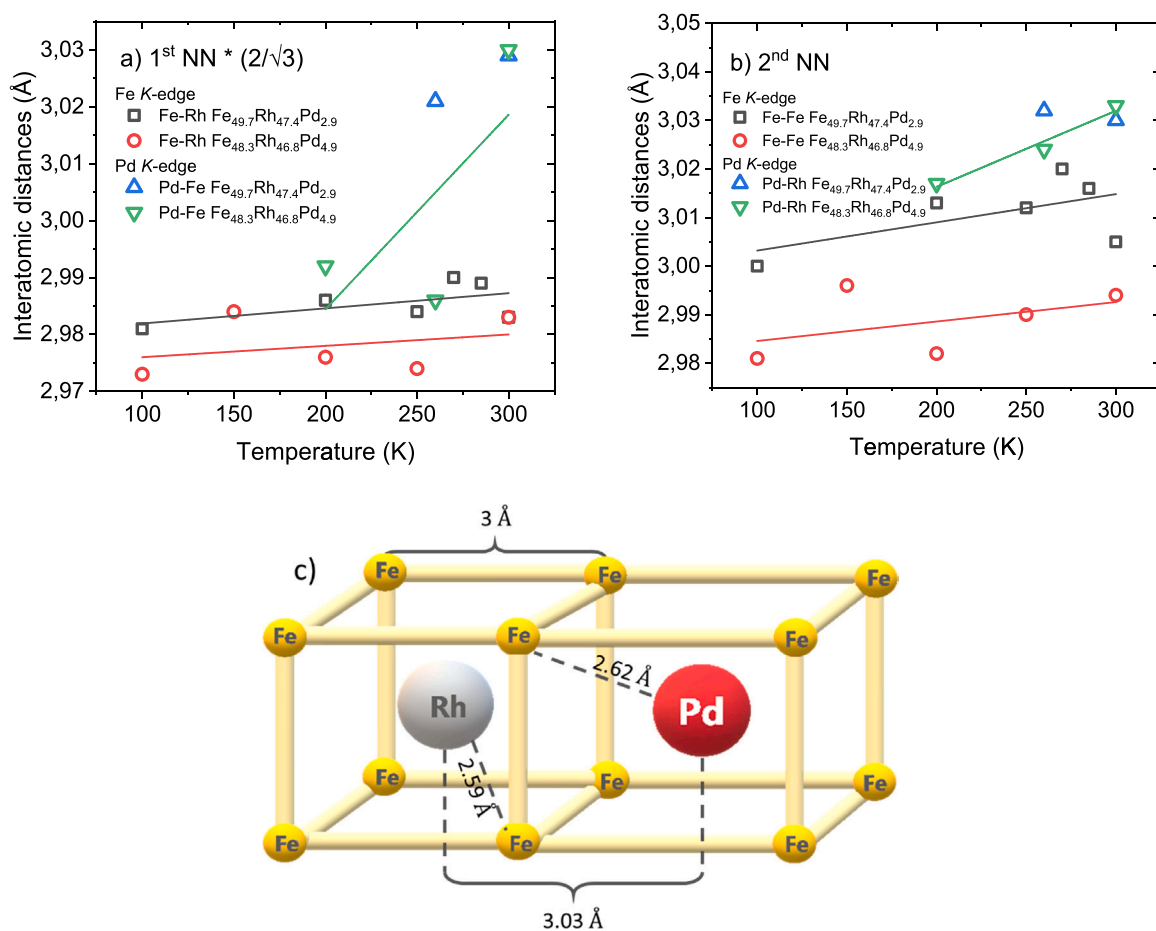 a) 1st NN * (2/√3)
Fe K-edge
Fe-Rh Fe49.7Rh47.4Pd2.9
Fe-Rh Fe48.3Rh46.8Pd4.9
Pd K-edge
Pd-Fe Fe49.7Rh47.4Pd2.9
Pd-Fe Fe48.3Rh46.8Pd4.9
Interatomic distances (Å)
3,03
3,02
3,01
3,00
2,99
2,98
2,97
100 150 200 250 300
Temperature (K)
b) 2nd NN
Fe K-edge
Fe-Fe Fe49.7Rh47.4Pd2.9
Fe-Fe Fe48.3Rh46.8Pd4.9
Pd K-edge
Pd-Rh Fe49.7Rh47.4Pd2.9
Pd-Rh Fe48.3Rh46.8Pd4.9
Interatomic distances (Å)
3,05
3,04
3,03
3,02
3,01
3,00
2,99
2,98
100 150 200 250 300
Temperature (K)
3 Å
c)
Fe Fe Fe
Fe Fe Fe
2.62 Å
Rh Pd
2.59 Å
Fe Fe Fe
Fe Fe Fe
3.03 Å